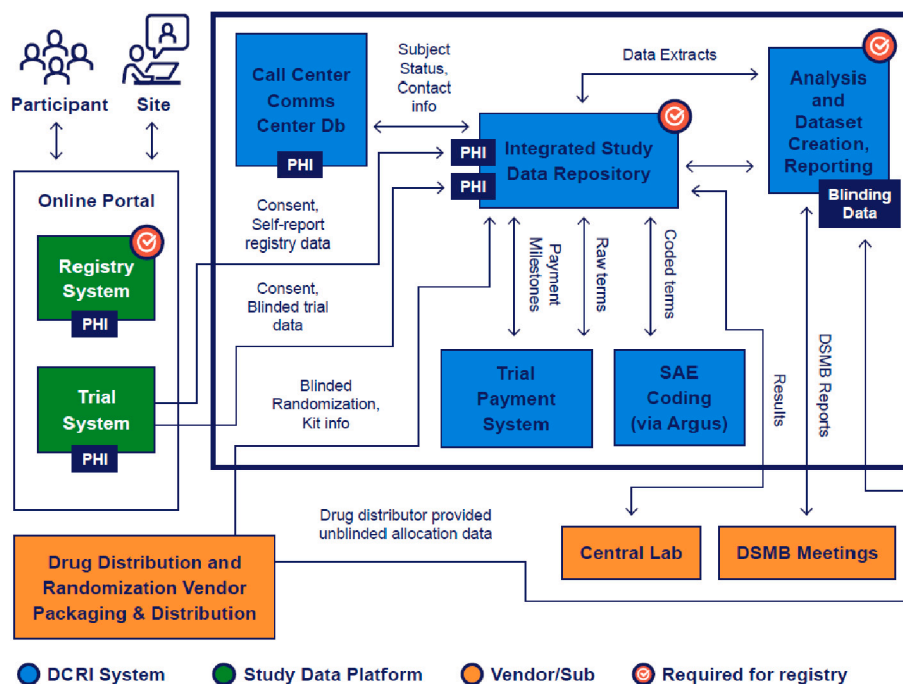 Participant
Site
Online Portal
Registry
System
PHI
Trial
System
PHI
Call Center
Comms
Center Db
PHI
Subject
Status,
Contact
info
Data Extracts
PHI
PHI
Integrated Study
Data Repository
Analysis
and
Dataset
Creation,
Reporting
Blinding
Data
Consent,
Self-report
registry data
Consent,
Blinded trial
data
Blinded
Randomization,
Kit info
Payment
Milestones
Raw terms
Coded terms
Trial
Payment
System
SAE
Coding
(via Argus)
Results
DSMB Reports
Drug distributor provided
unblinded allocation data
Drug Distribution and
Randomization Vendor
Packaging & Distribution
Central Lab
DSMB Meetings
DCRI System
Study Data Platform
Vendor/Sub
Required for registry